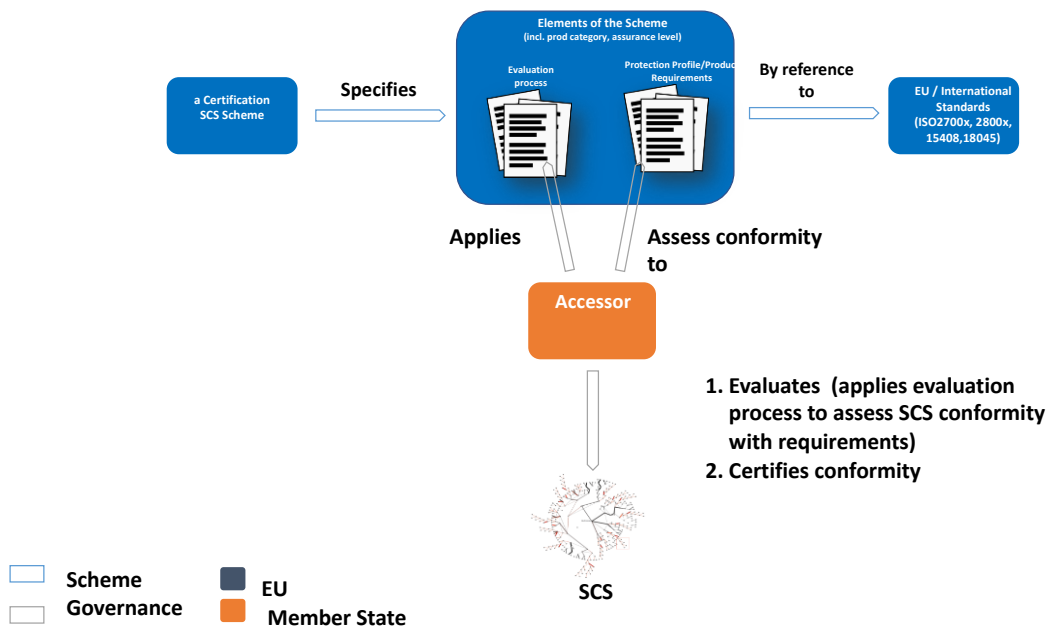 Elements of the Scheme
(incl. prod category, assurance level)
Evaluation
process
Protection Profile/Produc
Requirements
a Certification
SCS Scheme
Specifies
By reference
to
EU / International
Standards
(ISO2700x, 2800x,
15408,18045)
Applies
Assess conformity
to
Accessor
1. Evaluates (applies evaluation
process to assess SCS conformity
with requirements)
2. Certifies conformity
SCS
Scheme
Governance
EU
Member State